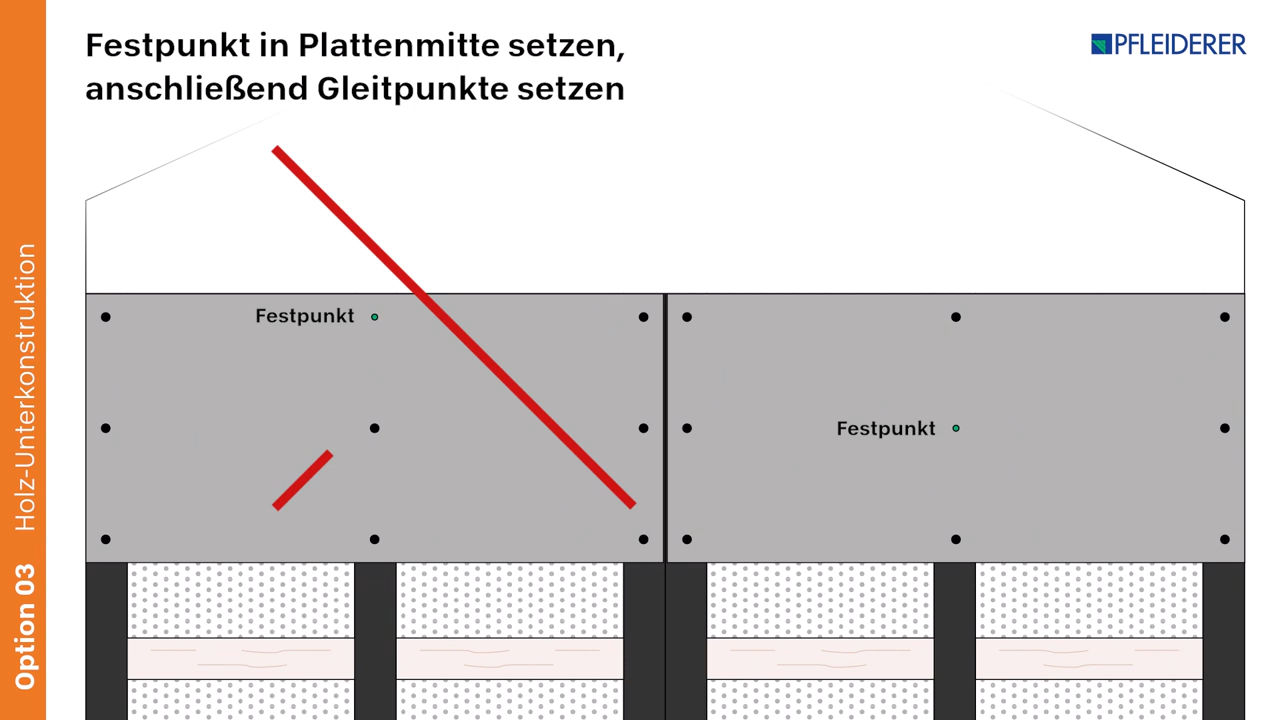 Festpunkt in Plattenmitte setzen,
anschließend Gleitpunkte setzen
PFLEIDERER
Festpunkt
Festpunkt
Option 03 Holz-Unterkonstruktion